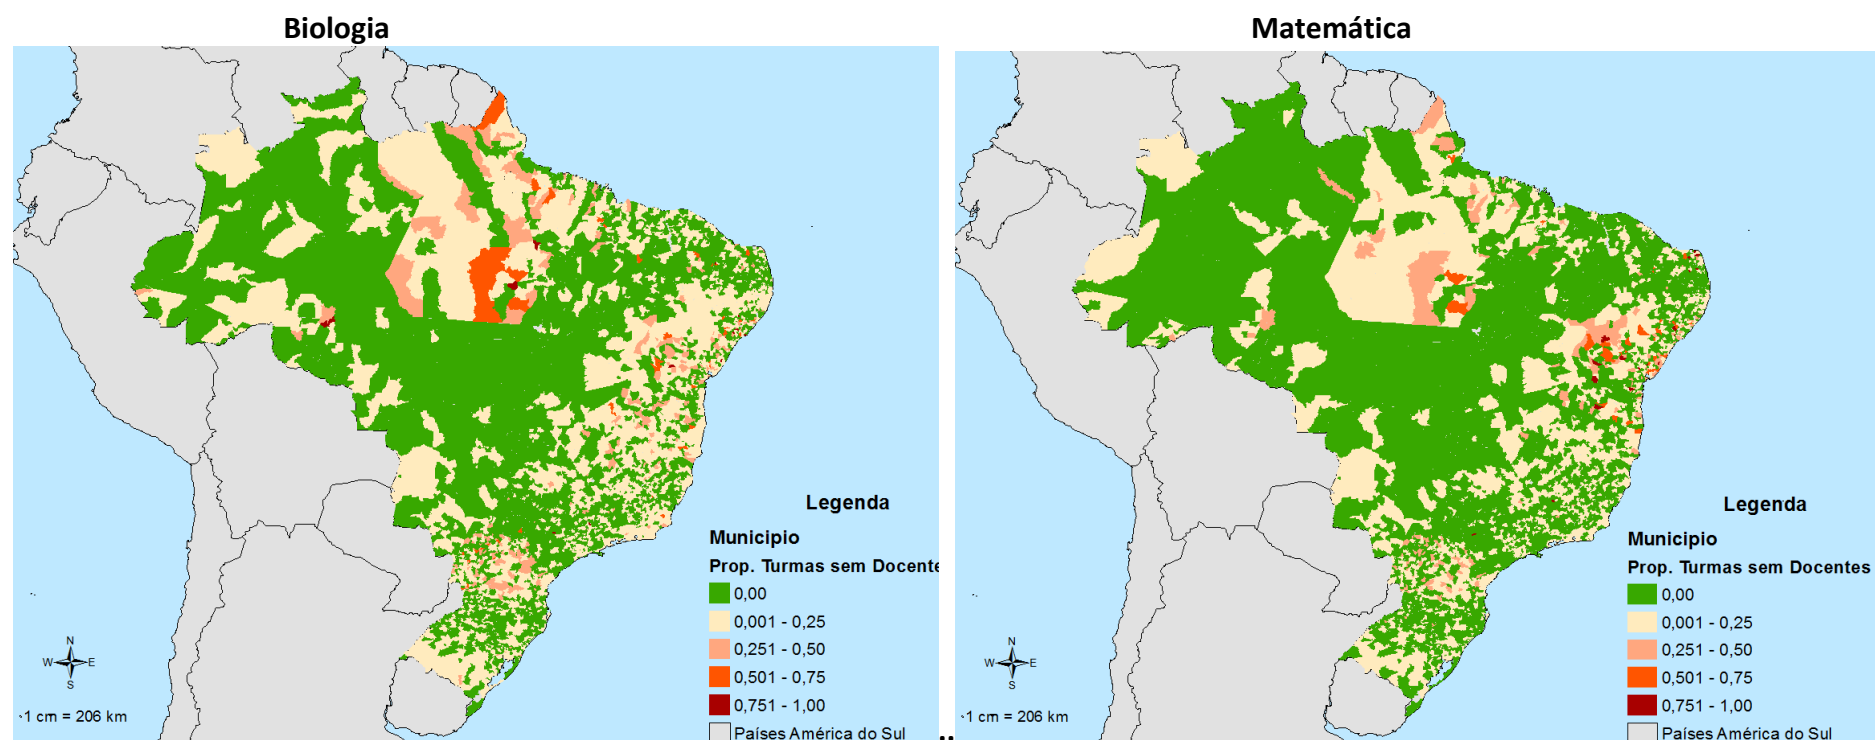 Biologia
Legenda
Municipio
Prop. Turmas sem Docente
0,00
0,001 - 0,25
0,251 - 0,50
0,501 - 0,75
0,751 - 1,00
Países América do Sul
N
W E
S
1 cm = 206 km
Matemática
Legenda
Municipio
Prop. Turmas sem Docentes
0,00
0,001 - 0,25
0,251 - 0,50
0,501 - 0,75
0,751 - 1,00
Países América do Sul
N
W E
S
1 cm = 206 km